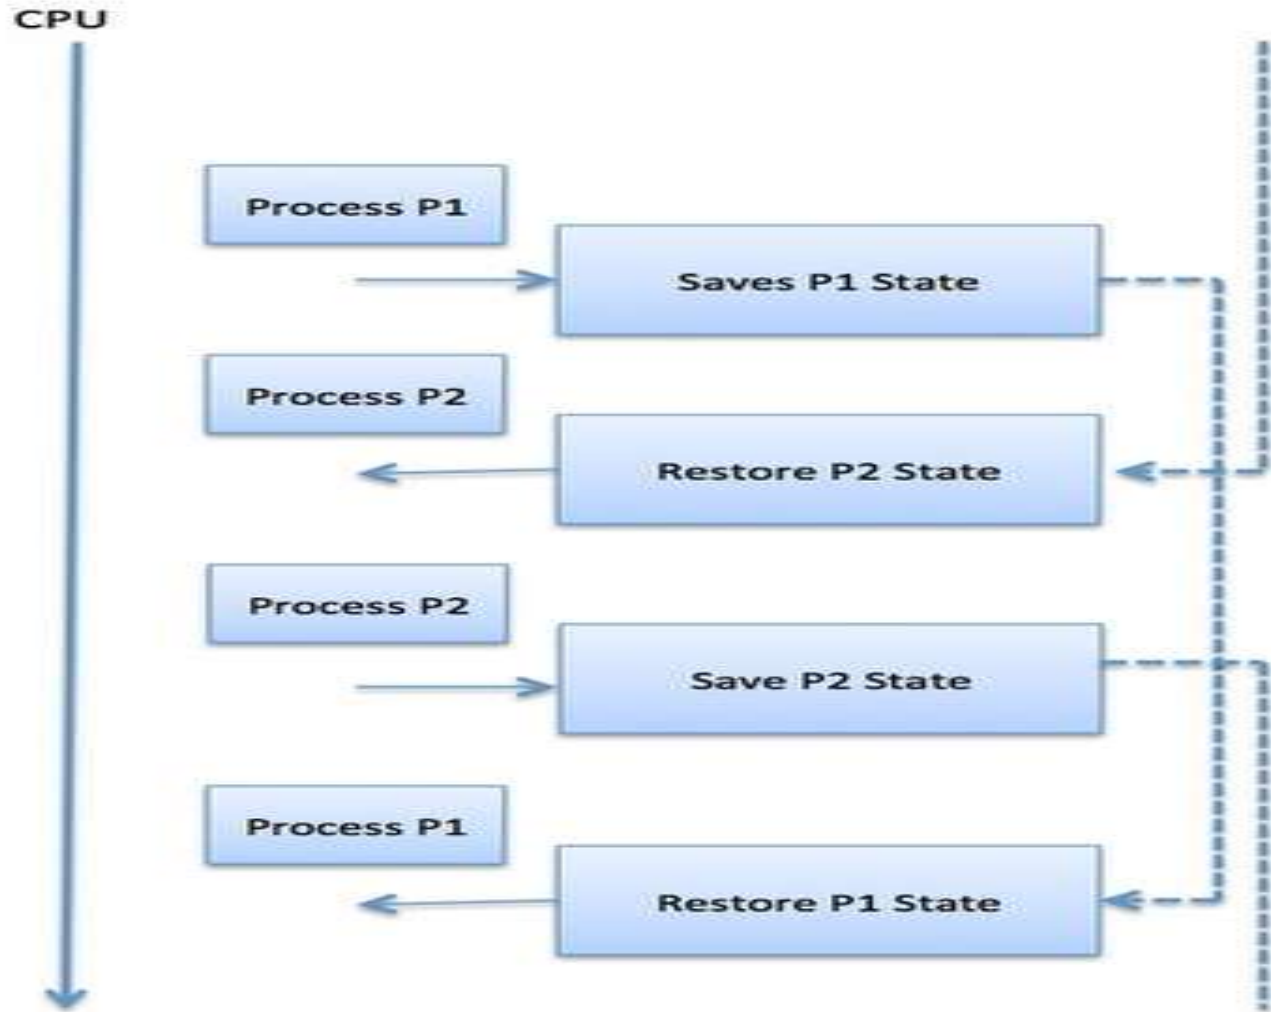 CPU
Process P1
Saves P1 State
Process P2
Restore P2 State
Process P2
Save P2 State
Process P1
Restore P1 State